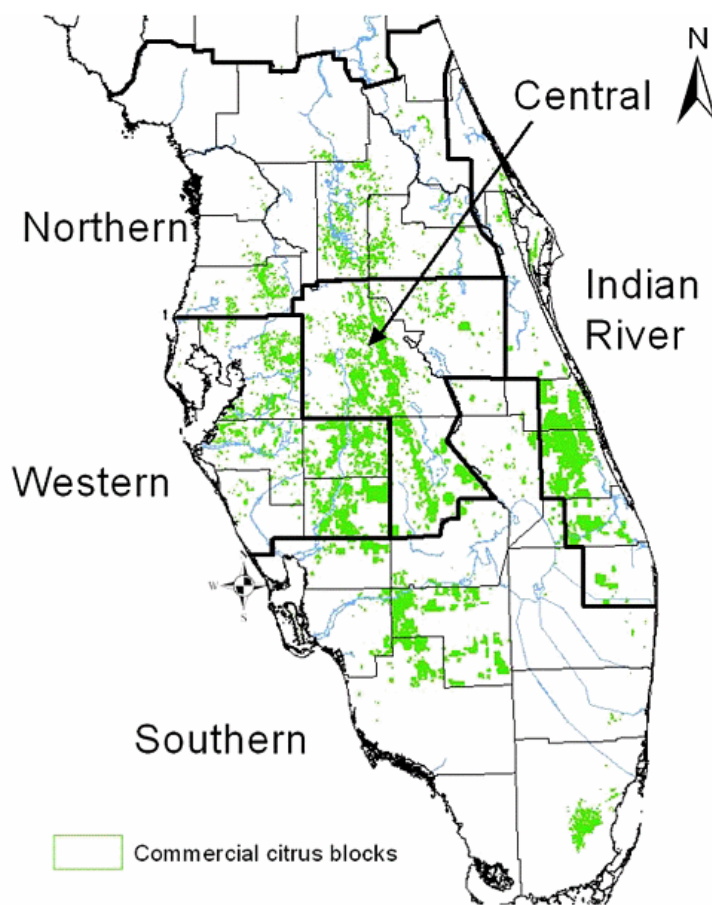 N
Central
Northern
Indian
River
Western
N
W
S
Southern
Commercial citrus blocks